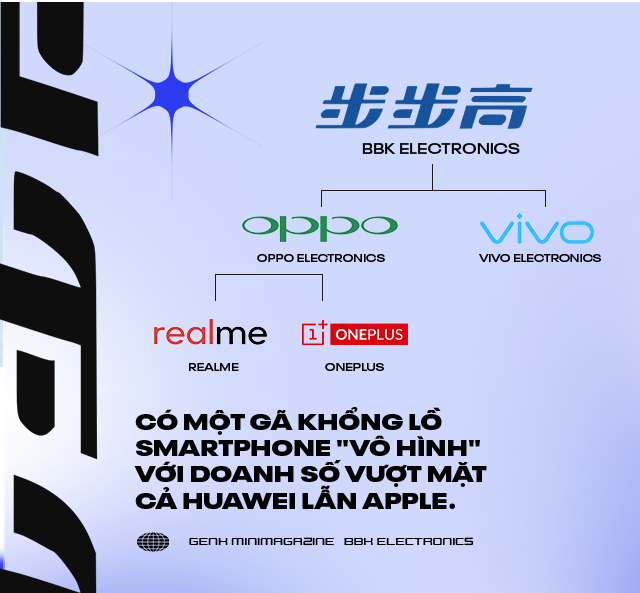 步步高
BBK ELECTRONICS
oppo
vivo
OPPO ELECTRONICS
VIVO ELECTRONICS
realme
1+ ONEPLUS
REALME
ONEPLUS
CÓ MỘT GÃ KHỔNG LỒ
SMARTPHONE "VÔ HÌNH"
VỚI DOANH SỐ VƯỢT MẶT
CẢ HUAWEI LẪN APPLE.
GENK MINIMAGAZINE BBK ELECTRONICS